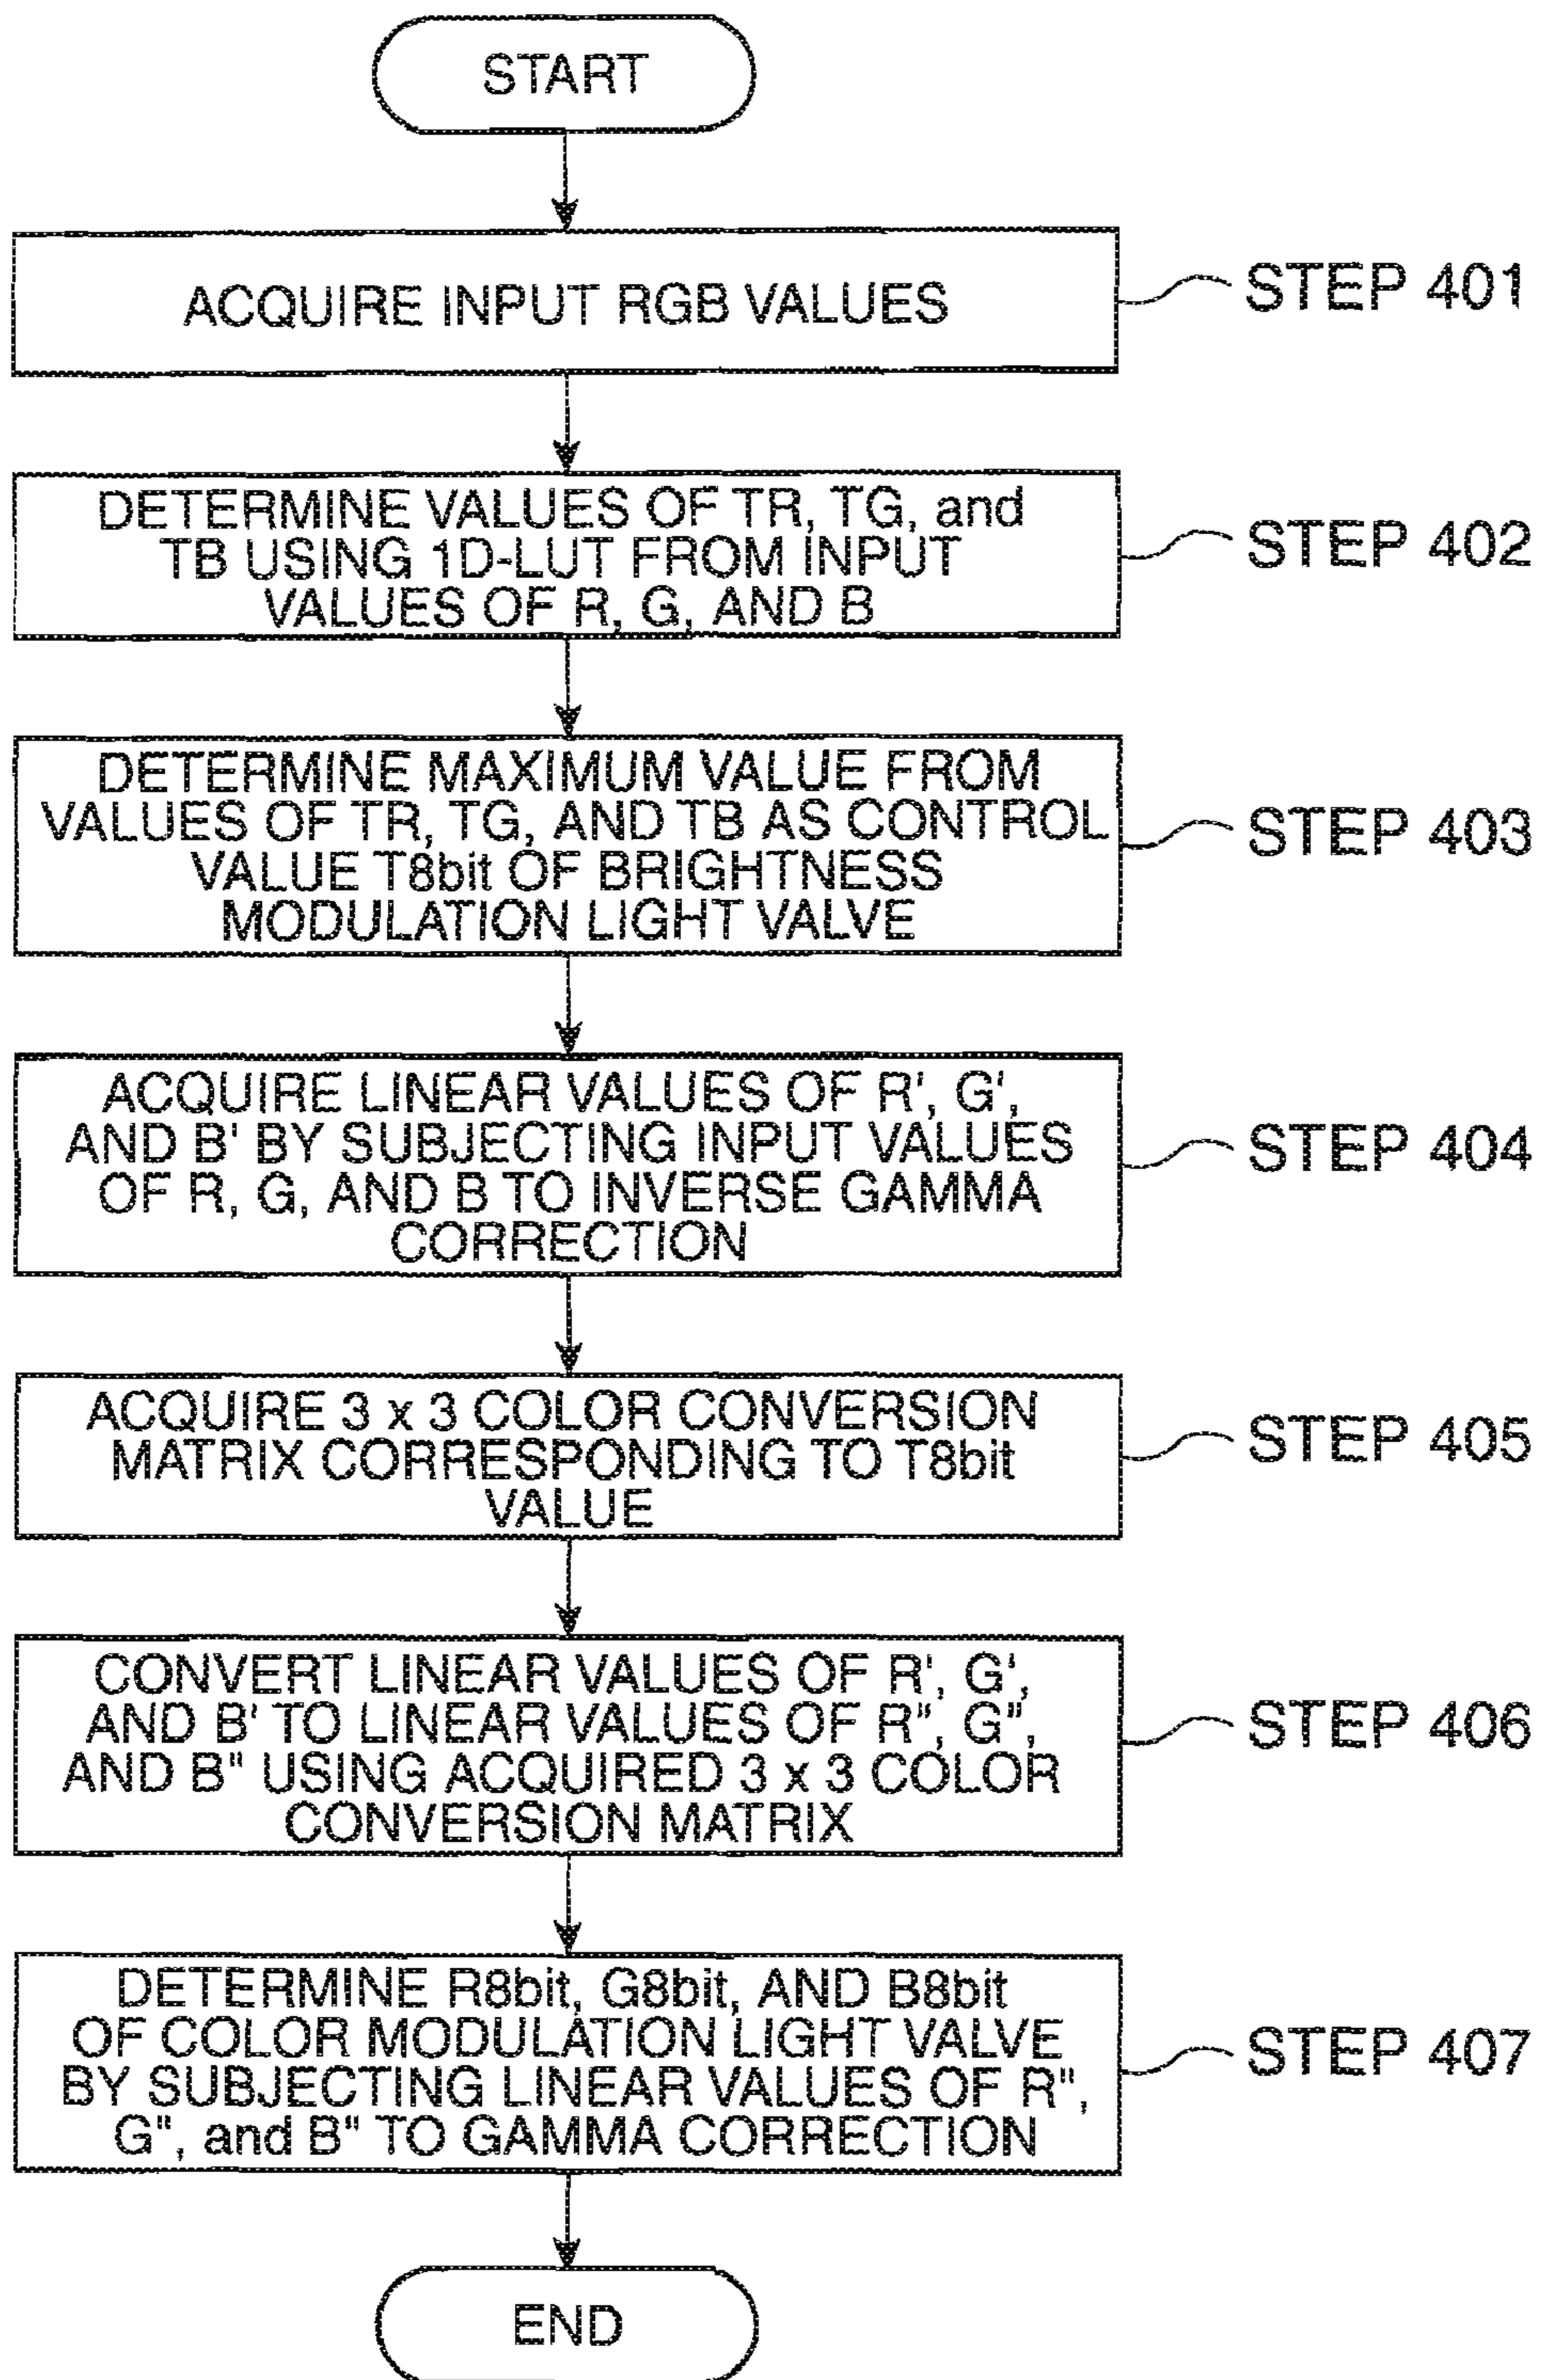 START
ACQUIRE INPUT RGB VALUES
STEP 401
DETERMINE VALUES OF TR, TG, and
TB USING 1D-LUT FROM INPUT
VALUES OF R, G, AND B
STEP 402
DETERMINE MAXIMUM VALUE FROM
VALUES OF TR, TG, AND TB AS CONTROL
VALUE T8bit OF BRIGHTNESS
MODULATION LIGHT VALVE
STEP 403
ACQUIRE LINEAR VALUES OF R', G',
AND B' BY SUBJECTING INPUT VALUES
OF R, G, AND B TO INVERSE GAMMA
CORRECTION
STEP 404
ACQUIRE 3 x 3 COLOR CONVERSION
MATRIX CORRESPONDING TO T8bit
VALUE
STEP 405
CONVERT LINEAR VALUES OF R', G',
AND B' TO LINEAR VALUES OF R", G",
AND B" USING ACQUIRED 3 x 3 COLOR
CONVERSION MATRIX
STEP 406
DETERMINE R8bit, G8bit, AND B8bit
OF COLOR MODULATION LIGHT VALVE
BY SUBJECTING LINEAR VALUES OF R",
G", and B" TO GAMMA CORRECTION
STEP 407
END